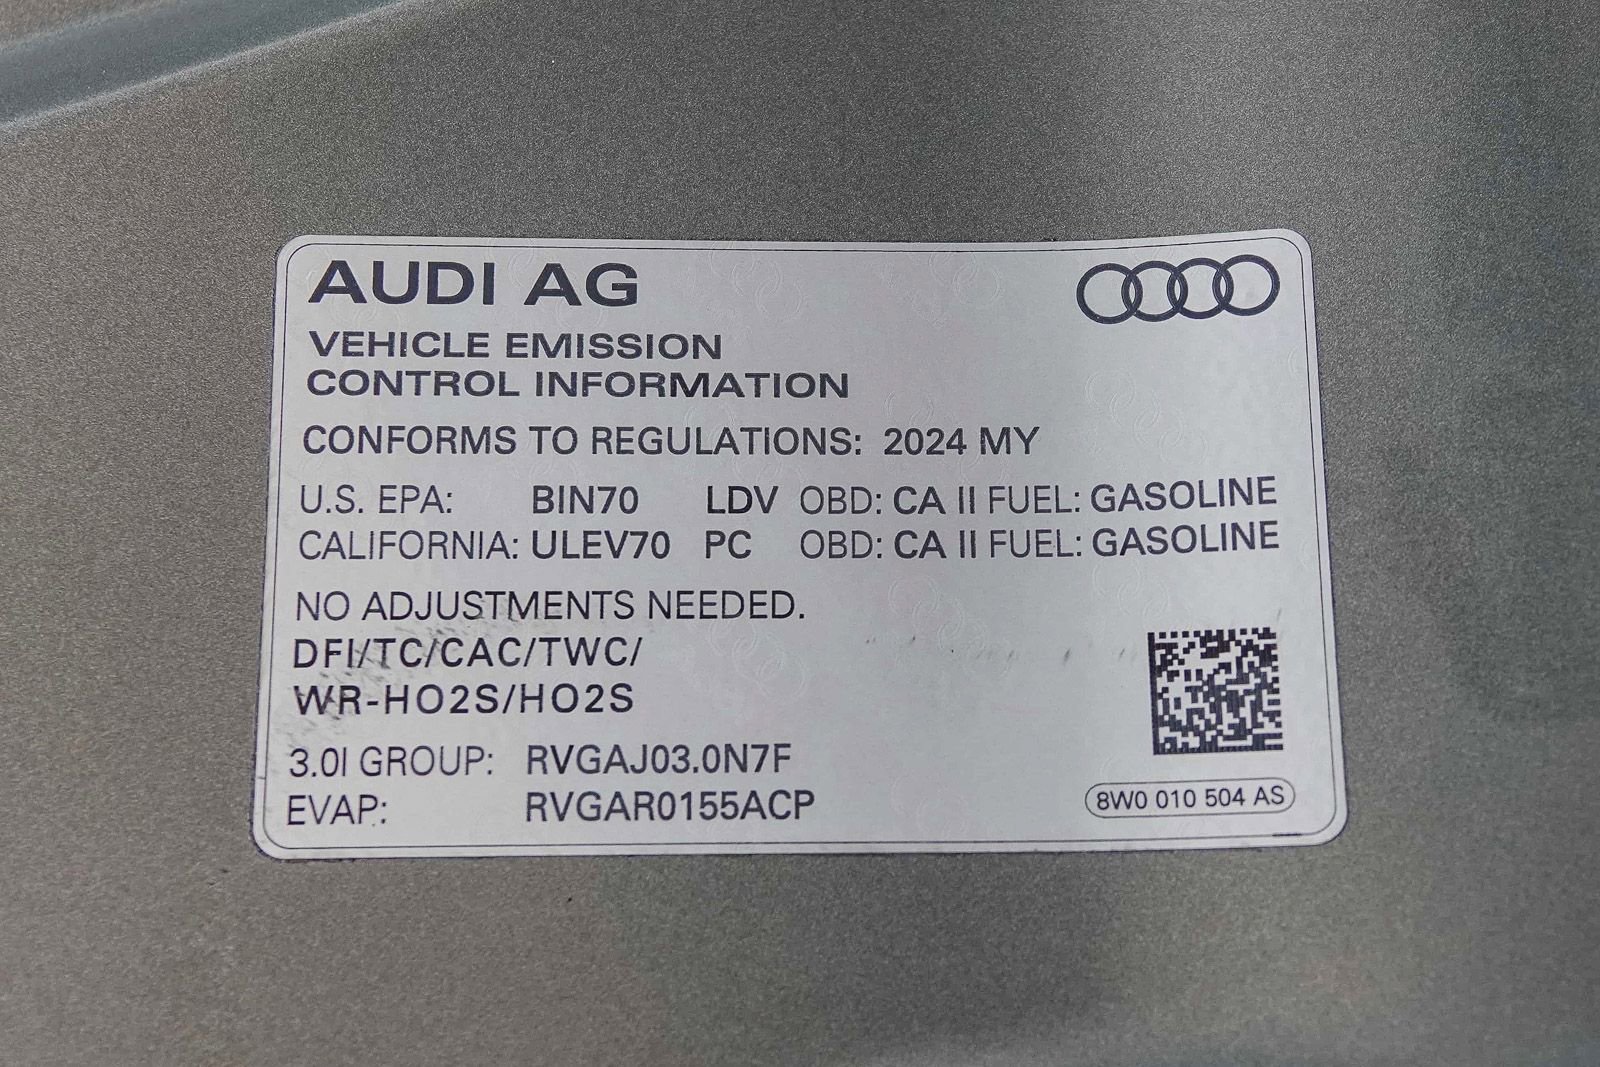 AUDI AG
VEHICLE EMISSION
CONTROL INFORMATION
CONFORMS TO REGULATIONS: 2024 MY
U.S. EPA: BIN70 LDV OBD: CA II FUEL: GASOLINE
CALIFORNIA: ULEV70 PC OBD: CA II FUEL: GASOLINE
NO ADJUSTMENTS NEEDED.
DFI/TC/CAC/TWC/
WR-HO2S/HO2S
3.0l GROUP: RVGAJ03.0N7F
EVAP: RVGAR0155ACP
8W0 010 504 AS